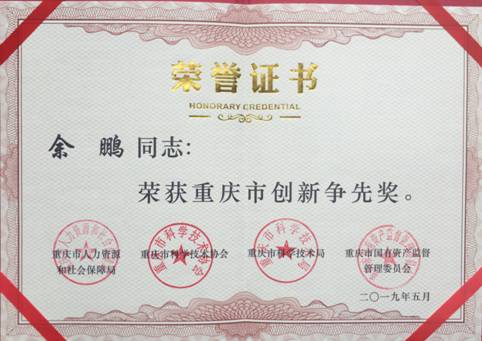 荣誉证书
HONORARY CREDENTIAL
余 鹏 同志：
荣获重庆市创新争先奖。
重庆市人力资源和社会保障局
重庆市科学技术协会
重庆市科学技术局
重庆市国有资产监督管理委员会
二〇一九年五月